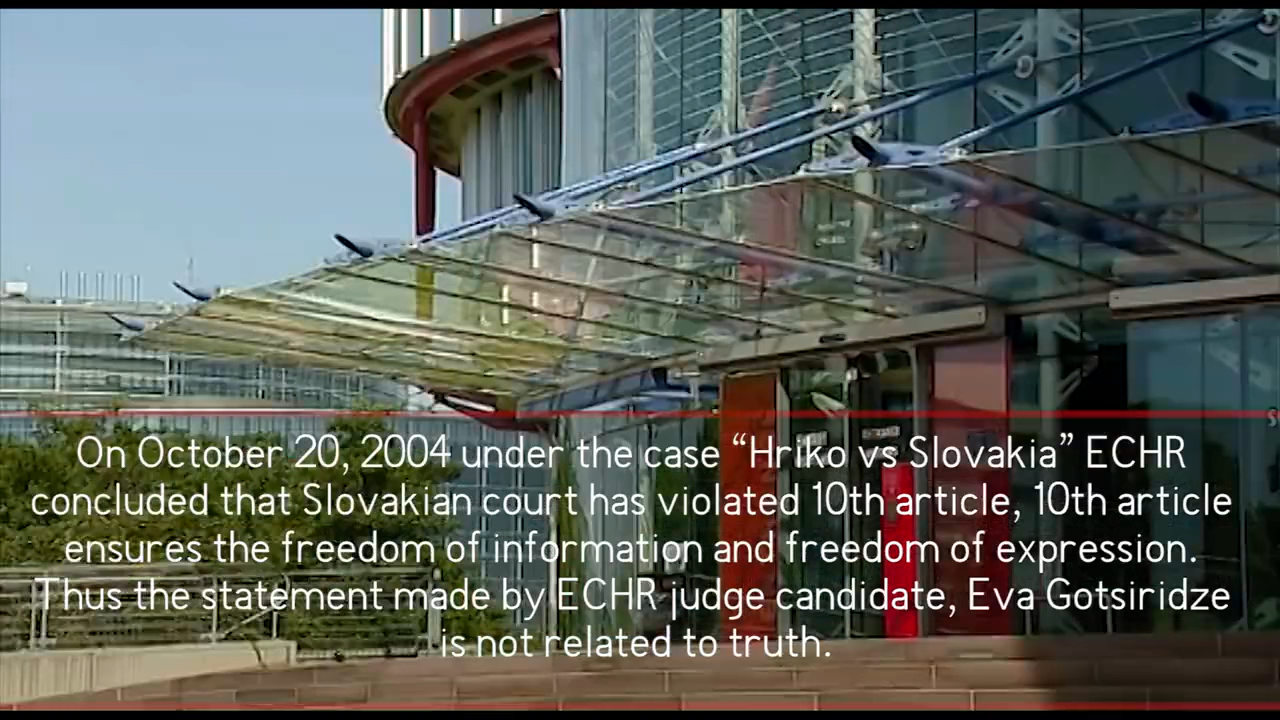 On October 20, 2004 under the case “Hriko vs Slovakia” ECHR
concluded that Slovakian court has violated 10th article, 10th article
ensures the freedom of information and freedom of expression.
Thus the statement made by ECHR judge candidate, Eva Gotsiridze
is not related to truth.